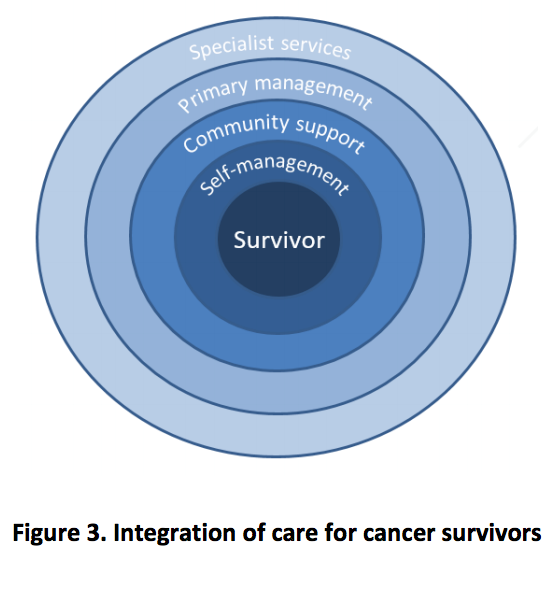 Specialist services
Primary management
Community support
Self-management
Survivor
Figure 3. Integration of care for cancer survivors